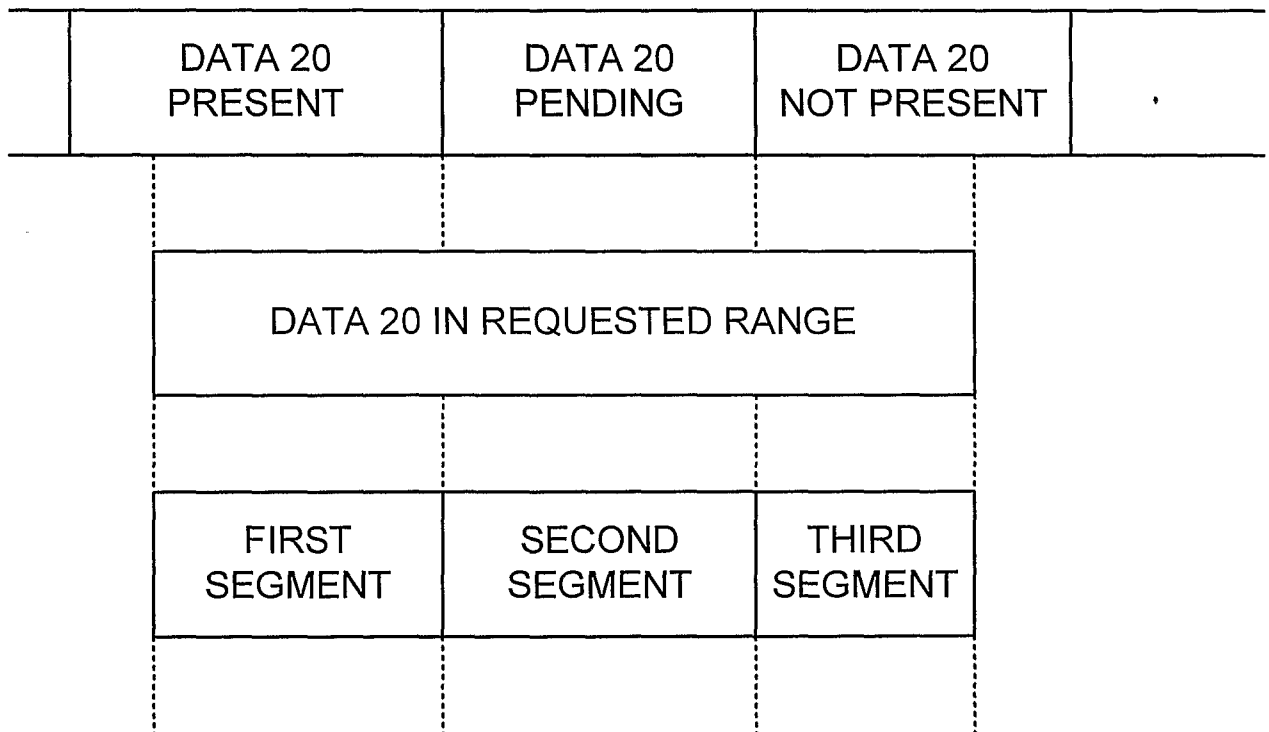 DATA 20
PRESENT
DATA 20
PENDING
DATA 20
NOT PRESENT
DATA 20 IN REQUESTED RANGE
FIRST
SEGMENT
SECOND
SEGMENT
THIRD
SEGMENT